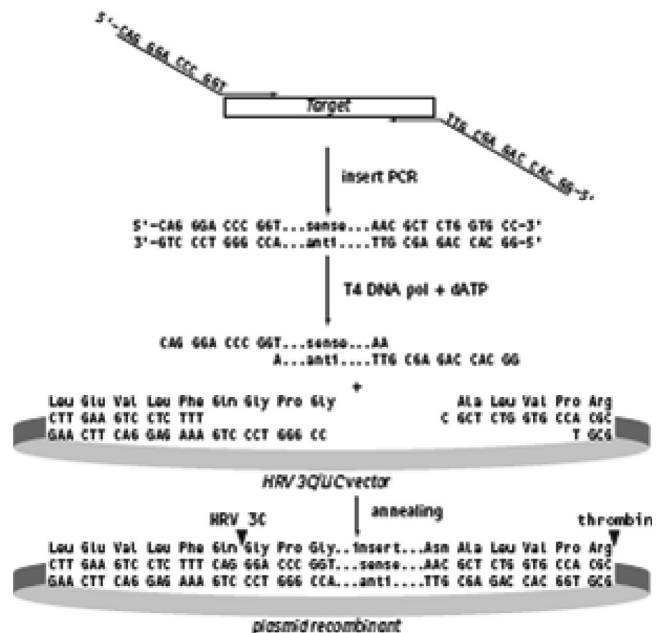 5'-CAG GGA CCC GGT
Target
TTG CGA GAC CAC GG-5'
insert PCR
5'-CAG GGA CCC GGT...sense...AAC GCT CTG GTG CC-3'
3'-GTC CCT GGG CCA...anti....TTG CGA GAC CAC GG-5'
T4 DNA pol + dATP
CAG GGA CCC GGT...sense...AA
A...anti....TTG CGA GAC CAC GG
+
Leu Glu Val Leu Phe Gln Gly Pro Gly Ala Leu Val Pro Arg
CTT GAA GTC CTC TTT C GCT CTG GTG CCA CGC
GAA CTT CAG GAG AAA GTC CCT GGG CC T GCG
HRV 3C/LIC vector
annealing
HRV 3C thrombin
Leu Glu Val Leu Phe Gln Gly Pro Gly..insert...Asn Ala Leu Val Pro Arg
CTT GAA GTC CTC TTT CAG GGA CCC GGT...sense...AAC GCT CTG GTG CCA CGC
GAA CTT CAG GAG AAA GTC CCT GGG CCA...anti....TTG CGA GAC CAC GGT GCG
plasmid recombinant